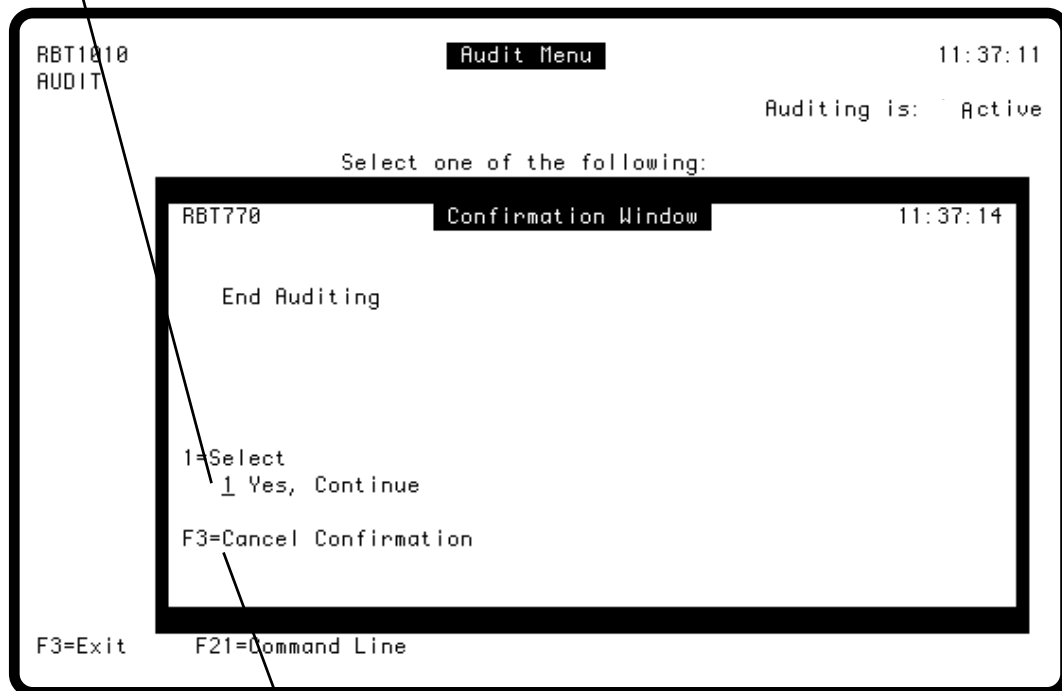 RBT1010 Audit Menu 11:37:11
AUDIT
Auditing is: Active
Select one of the following:
RBT770 Confirmation Window 11:37:14
End Auditing
1=Select
1 Yes, Continue
F3=Cancel Confirmation
F3=Exit F21=Command Line